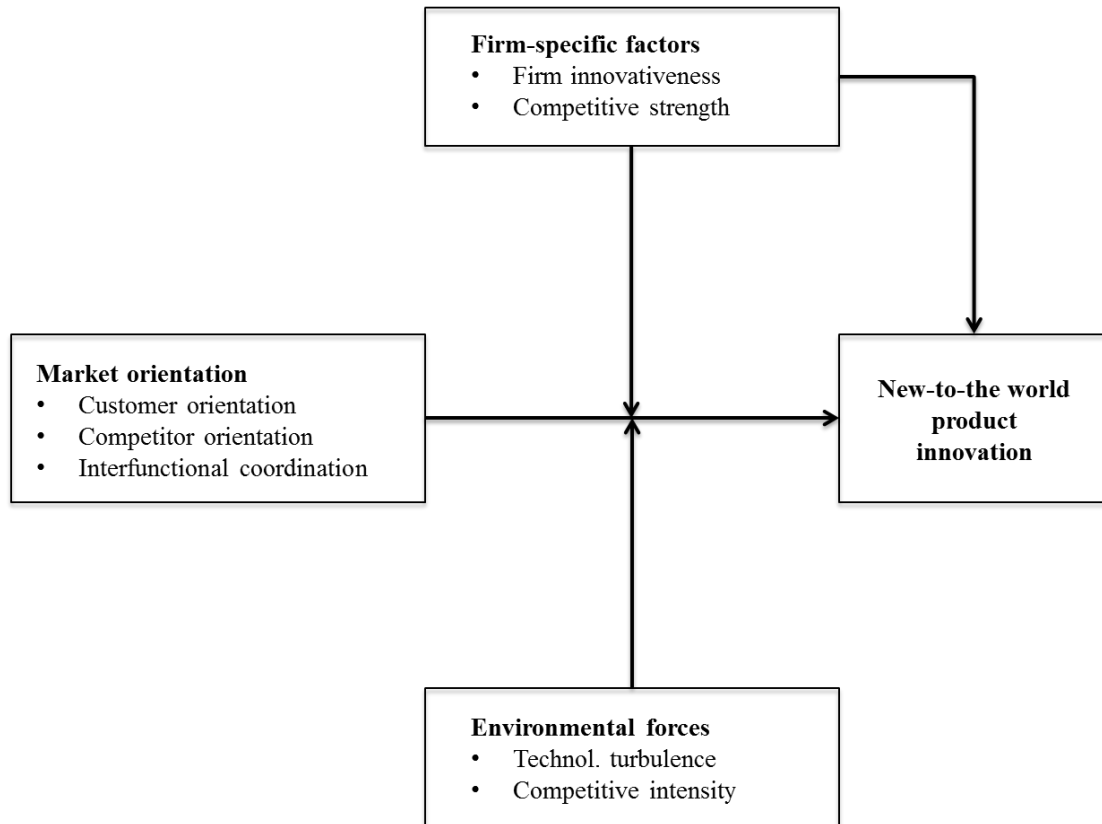 Firm-specific factors
• Firm innovativeness
• Competitive strength
Market orientation
• Customer orientation
• Competitor orientation
• Interfunctional coordination
New-to-the world
product
innovation
Environmental forces
• Technol. turbulence
• Competitive intensity